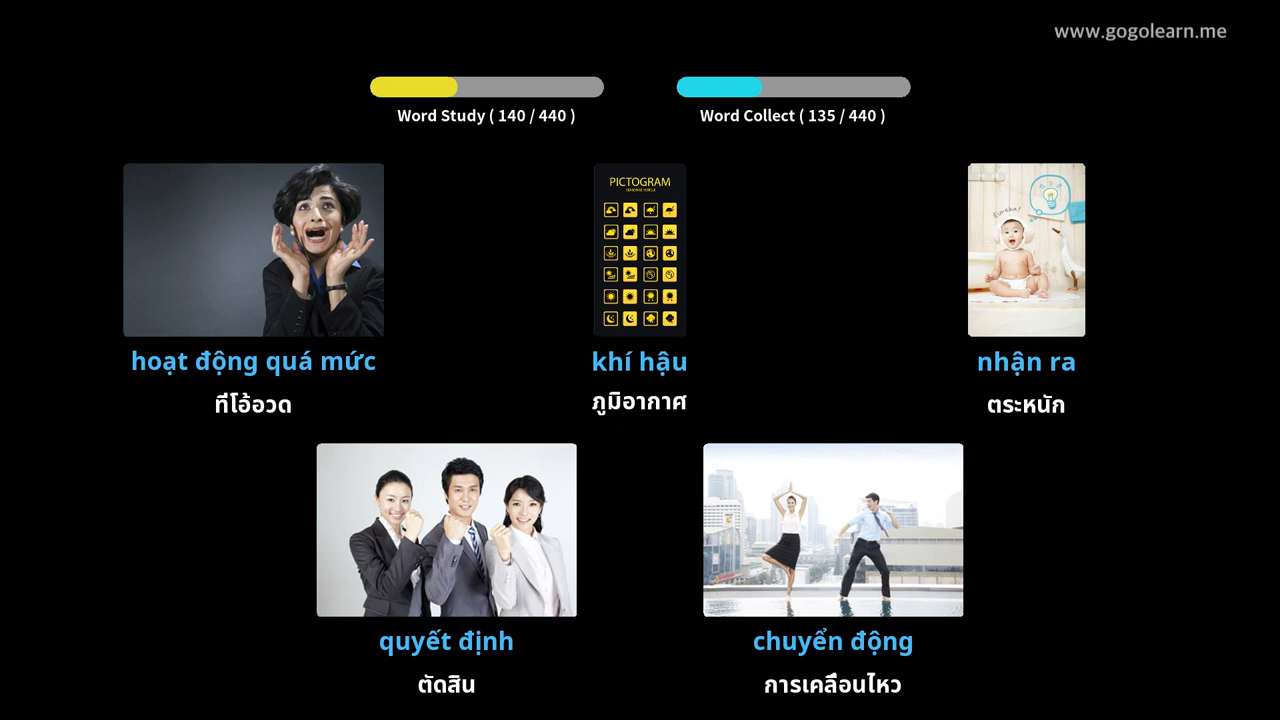 www.gogolearn.me
Word Study ( 140 / 440 )
Word Collect ( 135 / 440 )
PICTOGRAM
Eureka!
hoạt động quá mức
khí hậu
nhận ra
ทีโอ้อวด
ภูมิอากาศ
ตระหนัก
quyết định
chuyển động
ตัดสิน
การเคลื่อนไหว